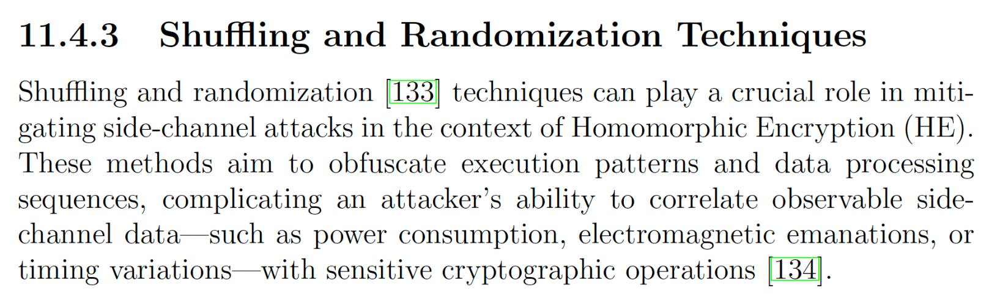 11.4.3 Shuffling and Randomization Techniques
Shuffling and randomization [133] techniques can play a crucial role in miti-
gating side-channel attacks in the context of Homomorphic Encryption (HE).
These methods aim to obfuscate execution patterns and data processing
sequences, complicating an attacker’s ability to correlate observable side-
channel data—such as power consumption, electromagnetic emanations, or
timing variations—with sensitive cryptographic operations [134].